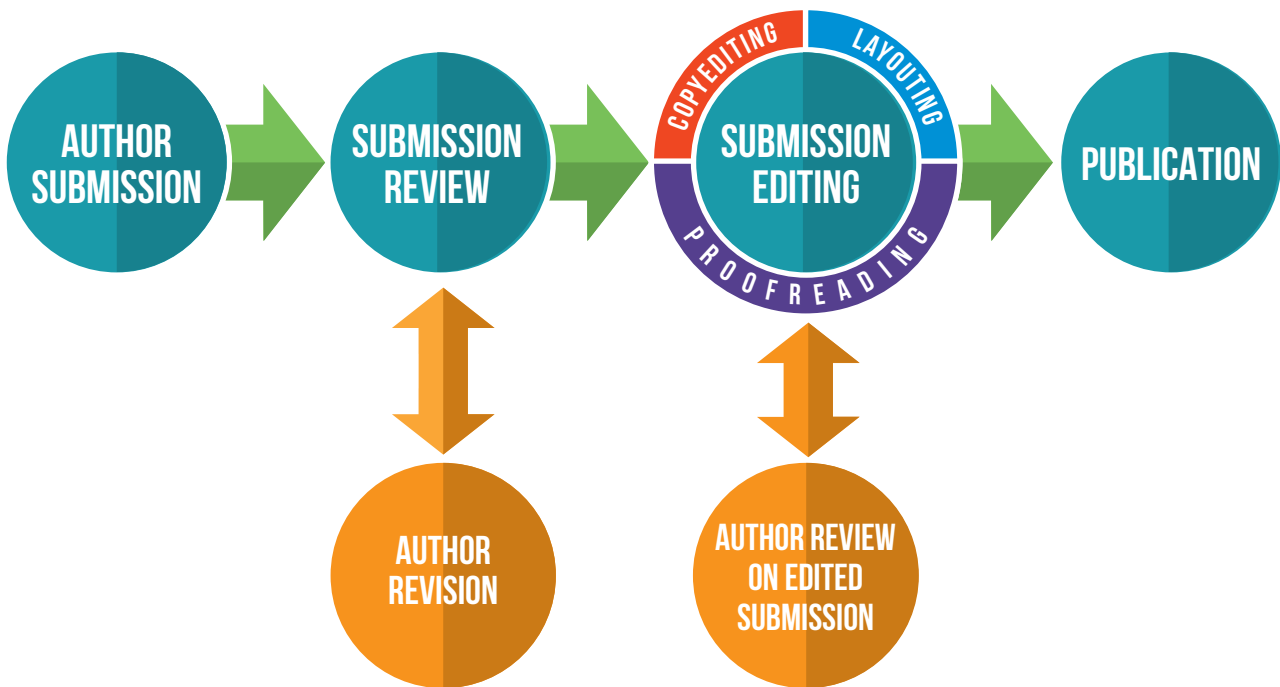 AUTHOR
SUBMISSION
SUBMISSION
REVIEW
COPYEDITING
LAYOUTING
SUBMISSION
EDITING
PROOFREADING
PUBLICATION
AUTHOR
REVISION
AUTHOR REVIEW
ON EDITED
SUBMISSION